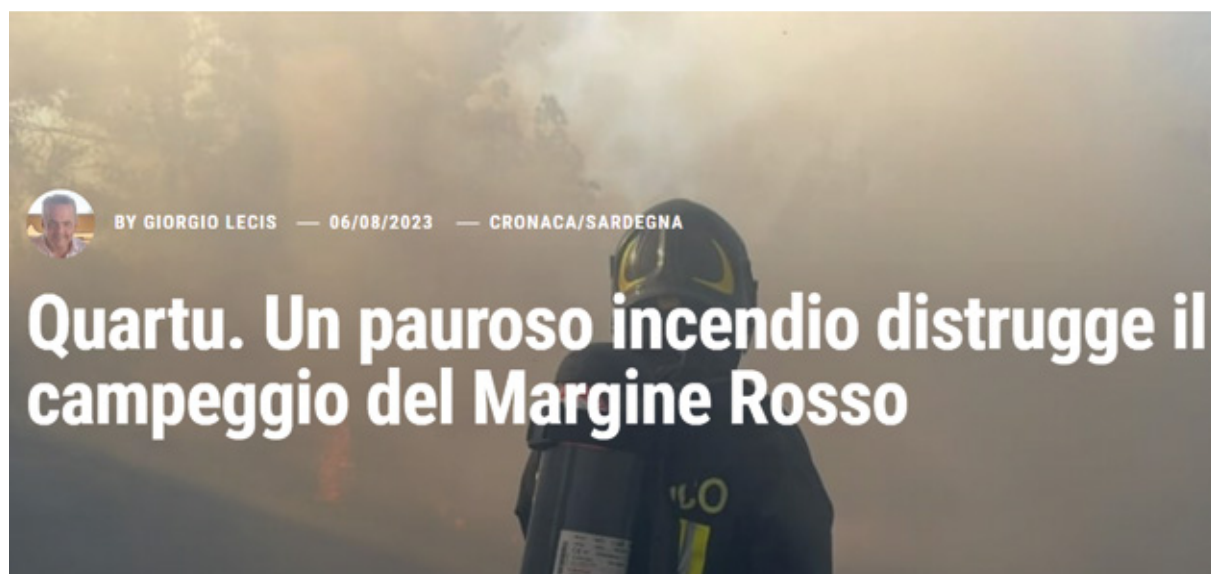 BY GIORGIO LECIS — 06/08/2023 — CRONACA/SARDEGNA
Quartu. Un pauroso incendio distrugge il
campeggio del Margine Rosso